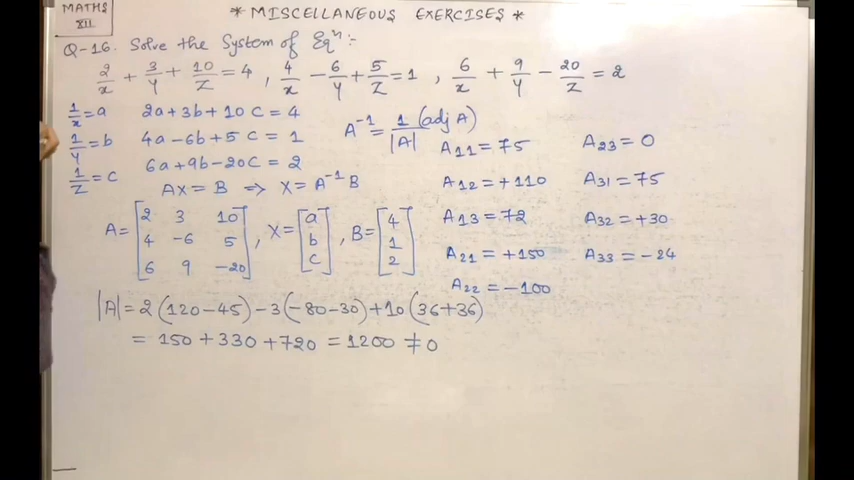 MATHS XII
* MISCELLANEOUS EXERCISES *
Q-16. Solve the System of Eqⁿ :-
2/x + 3/y + 10/z = 4, 4/x - 6/y + 5/z = 1, 6/x + 9/y - 20/z = 2
1/x = a 2a+3b+10c = 4
1/y = b 4a-6b+5c = 1
1/z = c 6a+9b-20c = 2
AX = B => X = A⁻¹B
A = [2 3 10
4 -6 5
6 9 -20], X = [a
b
c], B = [4
1
2]
|A| = 2(120-45) - 3(-80-30) + 10(36+36)
= 150 + 330 + 720 = 1200 ≠ 0
A⁻¹ = 1/|A| (adj A)
A₁₁ = 75
A₁₂ = +110
A₁₃ = 72
A₂₁ = +150
A₂₂ = -100
A₂₃ = 0
A₃₁ = 75
A₃₂ = +30
A₃₃ = -24